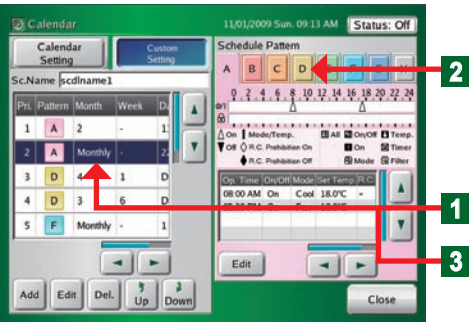 Calendar
11/01/2009 Sun. 09:13 AM
Status: Off
Calendar Setting
Custom Setting
Sc.Name scdlname1
Pri. Pattern Month Week
1 A 2 -
2 A Monthly -
3 D 4 1 D
4 D 3 6 D
5 F Monthly - 1
Add
Edit
Del.
Up
Down
Schedule Pattern
A B C D
0 2 4 6 8 10 12 14 16 18 20 22 24
On Mode/Temp. All On/Off Temp.
Off R.C. Prohibition On On Timer
R.C. Prohibition Off Mode Filter
Op. Time On/Off Mode Set Temp R.C.
08:00 AM On Cool 18.0°C -
Edit
Close
2
1
3